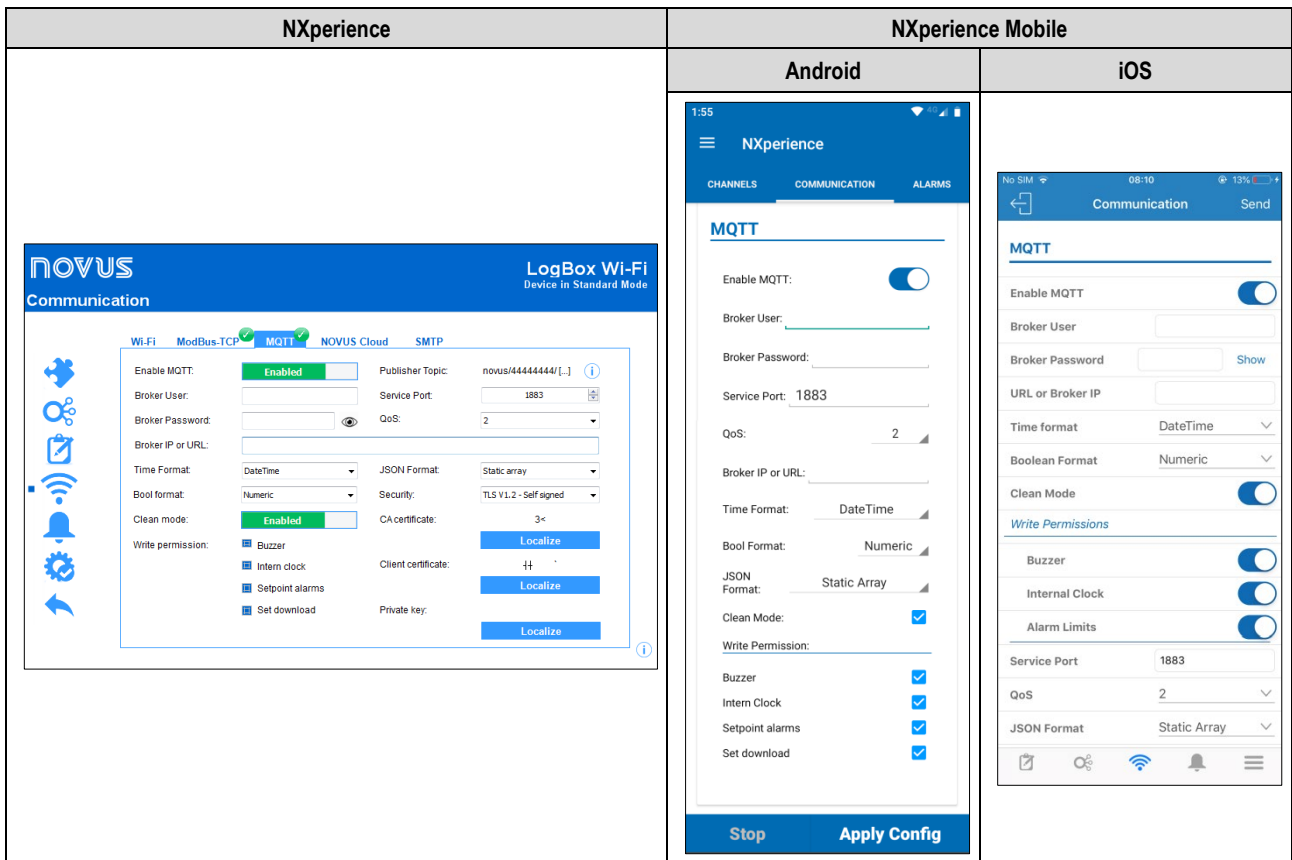 NXperience
NXperience Mobile
Android
iOS
NOVUS
LogBox Wi-Fi
Device in Standard Mode
Communication
Wi-Fi ModBus-TCP MQTT NOVUS Cloud SMTP
Enable MQTT: Enabled Publisher Topic: novus/44444444/ [...]
Broker User: Service Port: 1883
Broker Password: QoS: 2
Broker IP or URL:
Time Format: DateTime JSON Format: Static array
Bool format: Numeric Security: TLS V1.2 - Self signed
Clean mode: Enabled CA certificate: 3<
Write permission: Buzzer Localize
Intern clock Client certificate:
Setpoint alarms Localize
Set download Private key:
Localize
1:55 4G
NXperience
CHANNELS COMMUNICATION ALARMS
MQTT
Enable MQTT:
Broker User:
Broker Password:
Service Port: 1883
QoS: 2
Broker IP or URL:
Time Format: DateTime
Bool Format: Numeric
JSON
Format: Static Array
Clean Mode:
Write Permission:
Buzzer
Intern Clock
Setpoint alarms
Set download
Stop Apply Config
No SIM 08:10 13%
Communication Send
MQTT
Enable MQTT
Broker User
Broker Password Show
URL or Broker IP
Time format DateTime
Boolean Format Numeric
Clean Mode
Write Permissions
Buzzer
Internal Clock
Alarm Limits
Service Port 1883
QoS 2
JSON Format Static Array